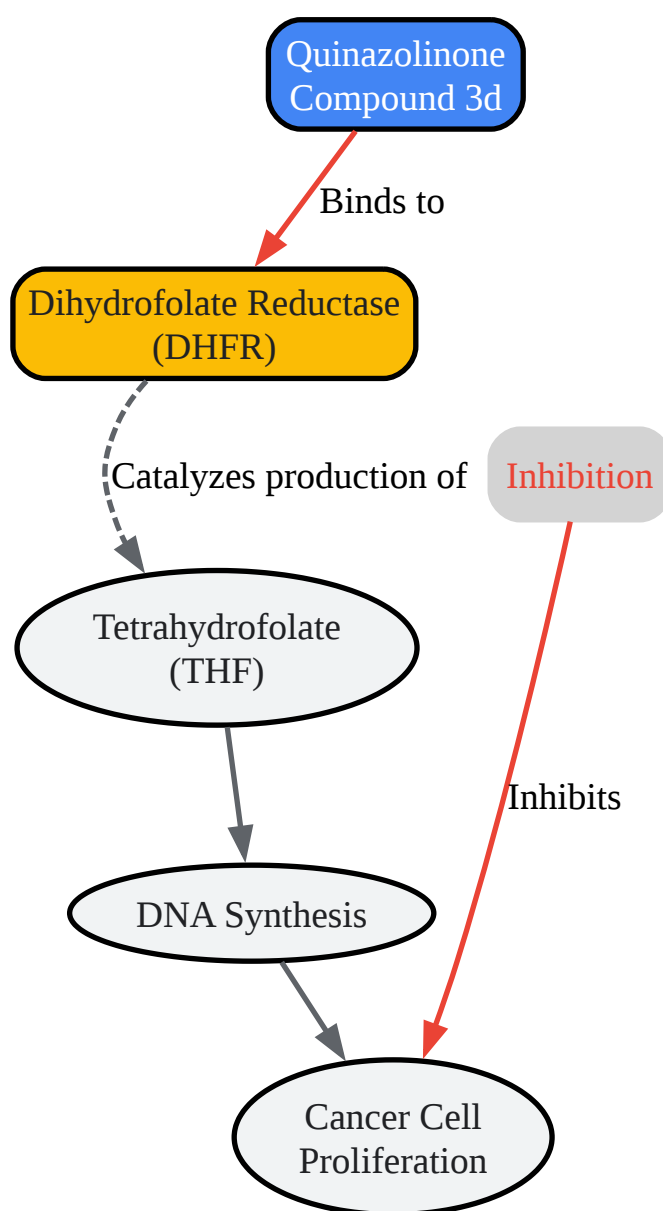 Quinazolinone
Compound 3d
Binds to
Dihydrofolate Reductase
(DHFR)
Catalyzes production of
Inhibition
Tetrahydrofolate
(THF)
Inhibits
DNA Synthesis
Cancer Cell
Proliferation